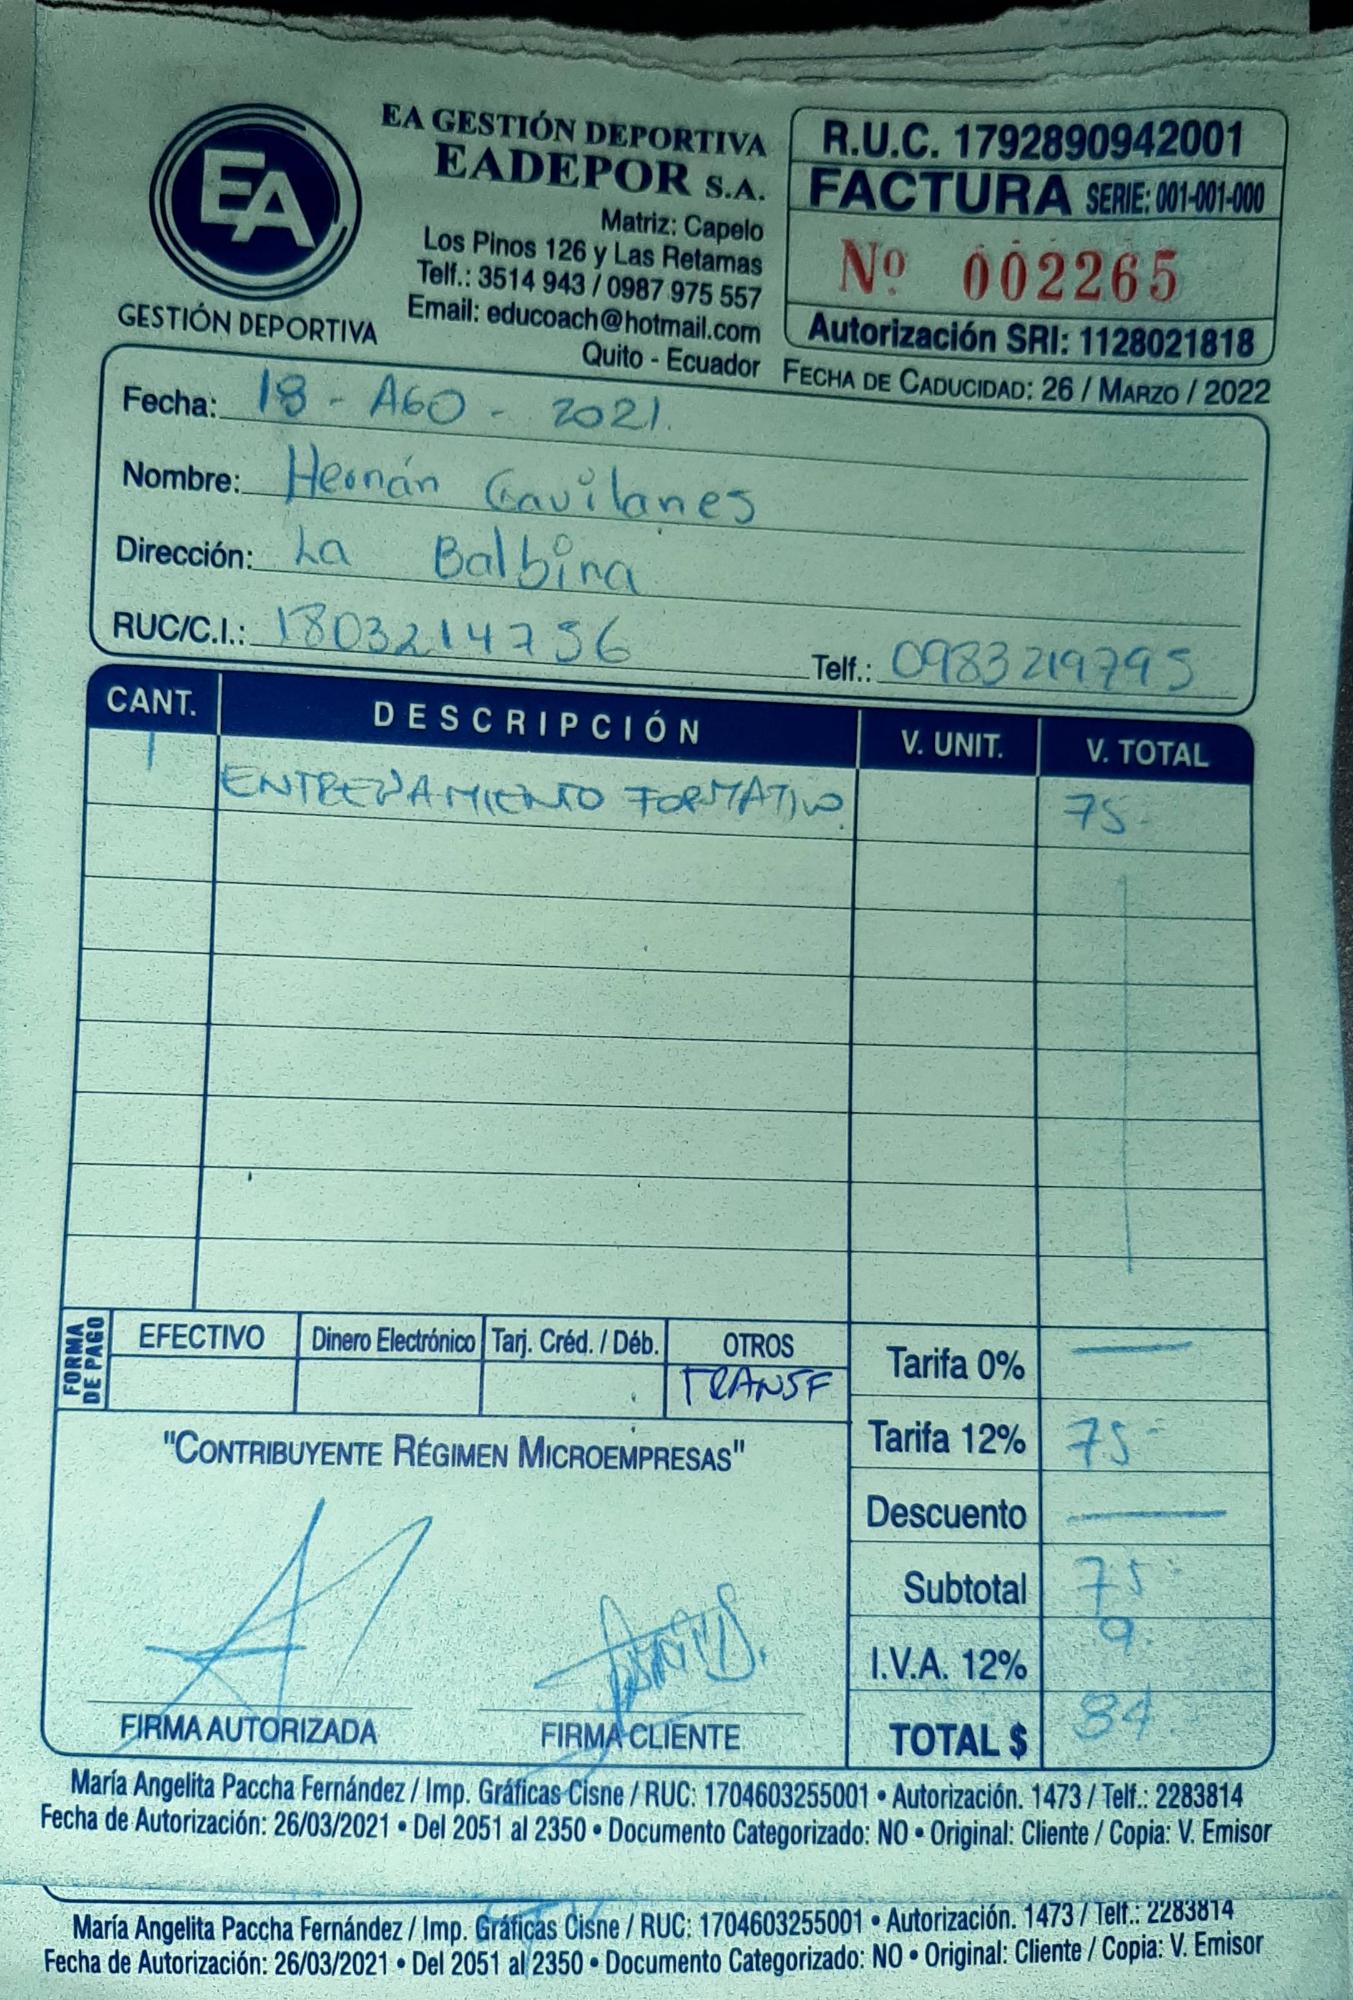 EA
GESTIÓN DEPORTIVA
EA GESTIÓN DEPORTIVA
EADEPOR S.A.
Matriz: Capelo
Los Pinos 126 y Las Retamas
Telf.: 3514 943 / 0987 975 557
Email: educoach@hotmail.com
Quito - Ecuador
R.U.C. 1792890942001
FACTURA SERIE: 001-001-000
Nº 002265
Autorización SRI: 1128021818
FECHA DE CADUCIDAD: 26 / MARZO / 2022
Fecha: 18 - AGO - 2021.
Nombre: Hernán Gavilanes
Dirección: La Balbina
RUC/C.I.: 1803214756 Telf.: 0983219795
CANT. DESCRIPCIÓN V. UNIT. V. TOTAL
1 ENTRENAMIENTO FORMATIVO. 75-
FORMA DE PAGO
EFECTIVO Dinero Electrónico Tarj. Créd. / Déb. OTROS
TRANSF
Tarifa 0%
Tarifa 12% 75-
Descuento
Subtotal 75-
I.V.A. 12% 9.
TOTAL $ 84.
"CONTRIBUYENTE RÉGIMEN MICROEMPRESAS"
FIRMA AUTORIZADA FIRMA CLIENTE
María Angelita Paccha Fernández / Imp. Gráficas Cisne / RUC: 1704603255001 • Autorización. 1473 / Telf.: 2283814
Fecha de Autorización: 26/03/2021 • Del 2051 al 2350 • Documento Categorizado: NO • Original: Cliente / Copia: V. Emisor
María Angelita Paccha Fernández / Imp. Gráficas Cisne / RUC: 1704603255001 • Autorización. 1473 / Telf.: 2283814
Fecha de Autorización: 26/03/2021 • Del 2051 al 2350 • Documento Categorizado: NO • Original: Cliente / Copia: V. Emisor